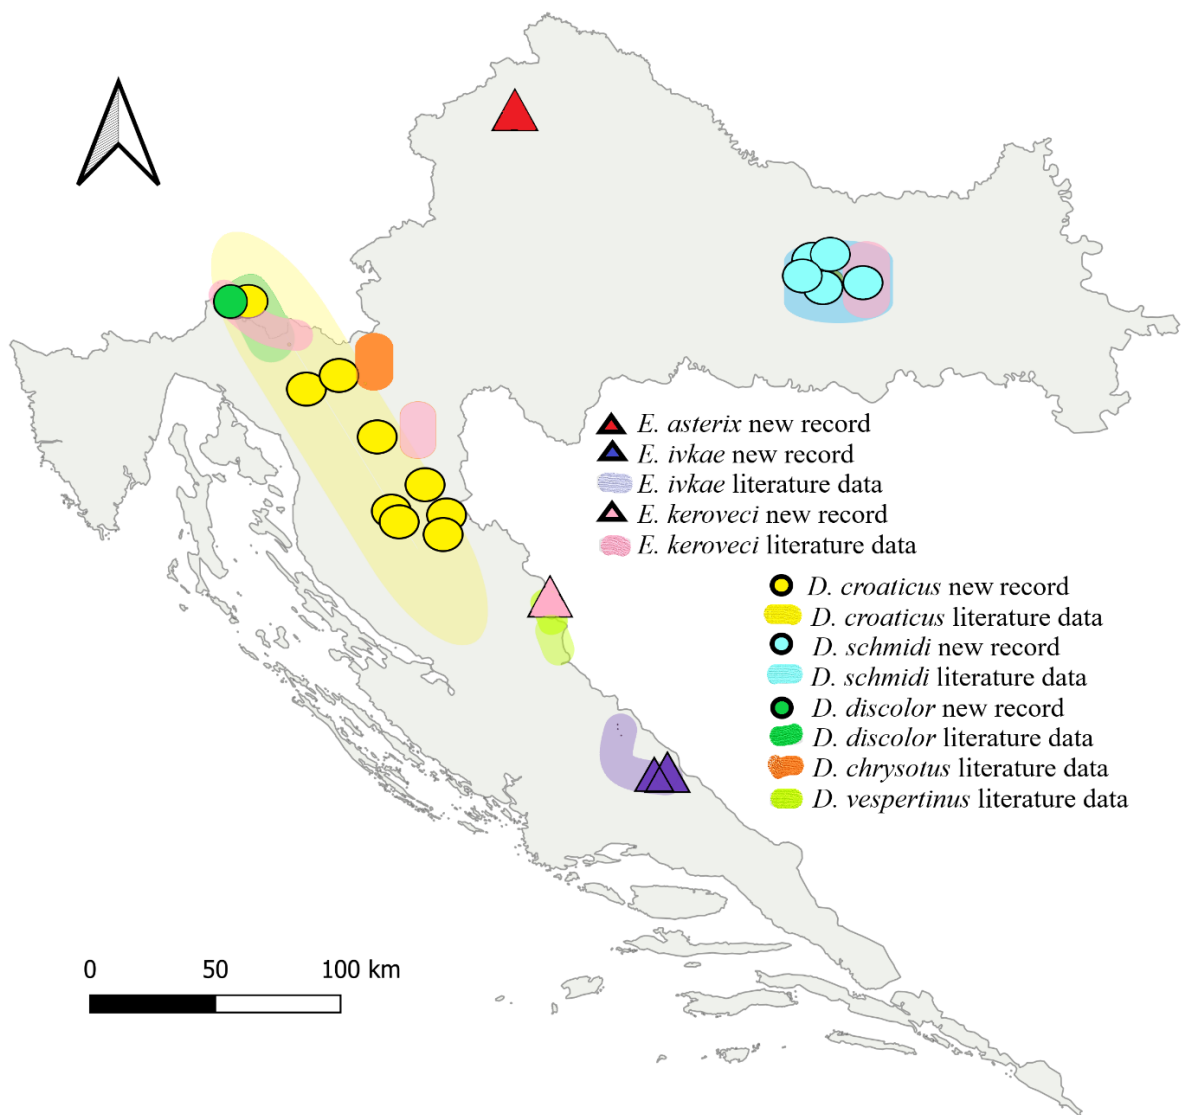 E. asterix new record
E. ivkae new record
E. ivkae literature data
E. keroveci new record
E. keroveci literature data
D. croaticus new record
D. croaticus literature data
D. schmidi new record
D. schmidi literature data
D. discolor new record
D. discolor literature data
D. chrysotus literature data
D. vespertinus literature data
0 50 100 km